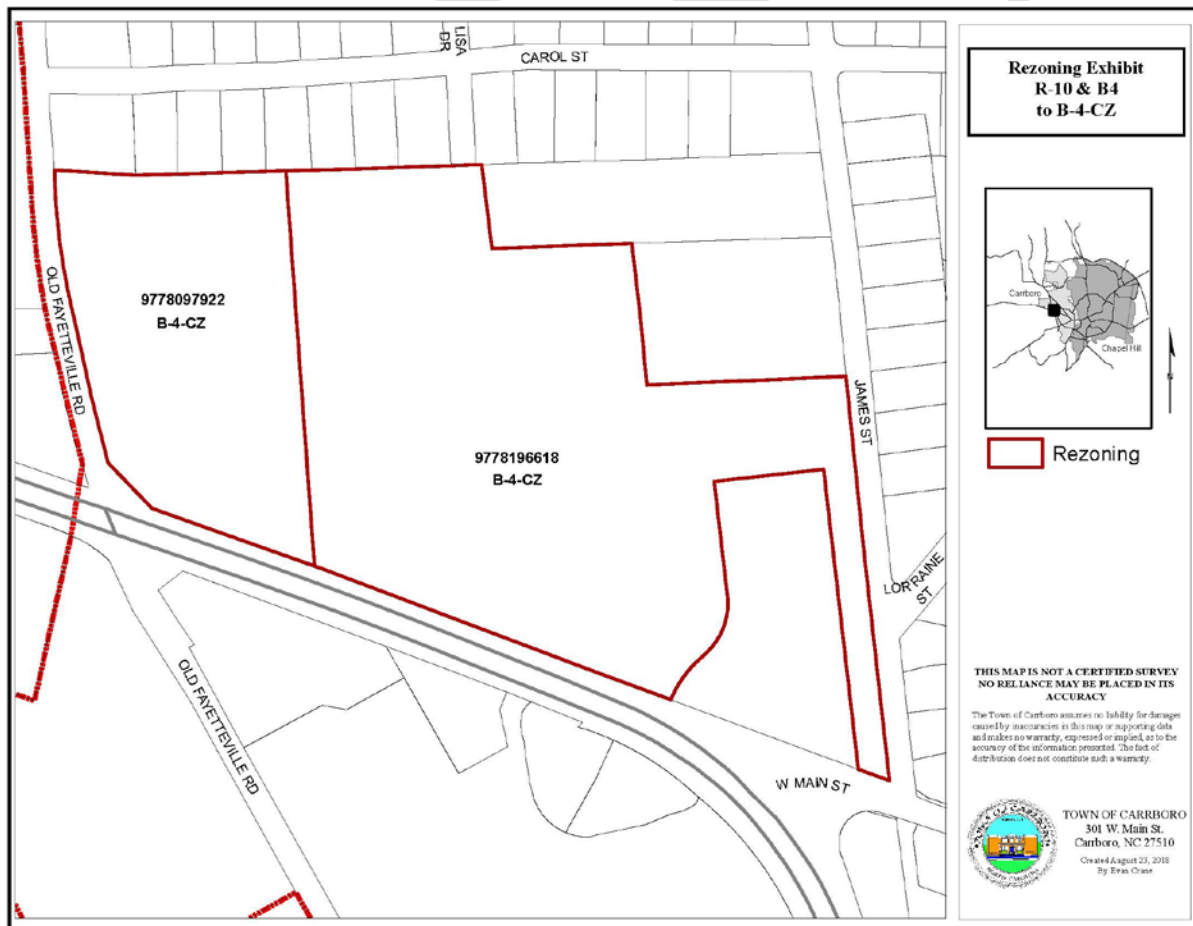 LISA
DR
CAROL ST
OLD FAYETTEVILLE RD
9778097922
B-4-CZ
9778196618
B-4-CZ
JAMES ST
LORRAINE
ST
OLD FAYETTEVILLE RD
W MAIN ST
Rezoning Exhibit
R-10 & B4
to B-4-CZ
Carrboro
Chapel Hill
N
Rezoning
THIS MAP IS NOT A CERTIFIED SURVEY
NO RELIANCE MAY BE PLACED IN ITS
ACCURACY
The Town of Carrboro assumes no liability for damages
caused by inaccuracies in this map or supporting data
and makes no warranty, expressed or implied, as to the
accuracy of the information presented. The fact of
distribution does not constitute such a warranty.
TOWN OF CARRBORO
NORTH CAROLINA
TOWN OF CARRBORO
301 W. Main St.
Carrboro, NC 27510
Created August 23, 2018
By Evan Crane